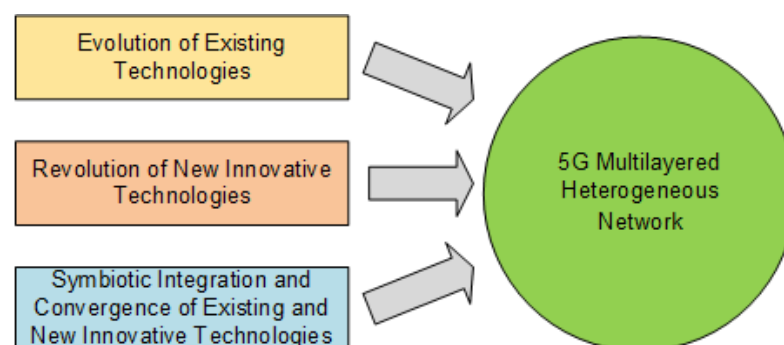 Evolution of Existing
Technologies
Revolution of New Innovative
Technologies
Symbiotic Integration and
Convergence of Existing and
New Innovative Technologies
5G Multilayered
Heterogeneous
Network